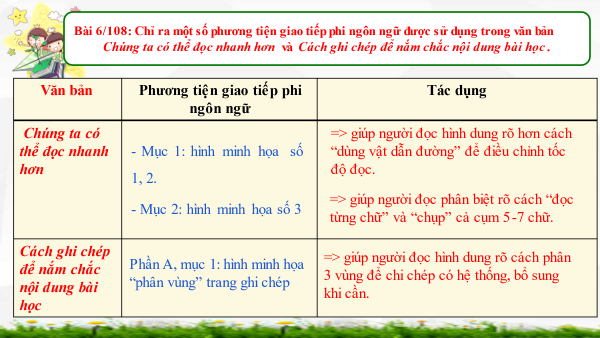 Bài 6/108: Chỉ ra một số phương tiện giao tiếp phi ngôn ngữ được sử dụng trong văn bản
Chúng ta có thể đọc nhanh hơn và Cách ghi chép để nắm chắc nội dung bài học.
Văn bản
Phương tiện giao tiếp phi
ngôn ngữ
Tác dụng
Chúng ta có
thể đọc nhanh
hơn
- Mục 1: hình minh họa số
1, 2.
- Mục 2: hình minh họa số 3
=> giúp người đọc hình dung rõ hơn cách
“dùng vật dẫn đường” để điều chỉnh tốc
độ đọc.
=> giúp người đọc phân biệt rõ cách “đọc
từng chữ” và “chụp” cả cụm 5-7 chữ.
Cách ghi chép
để nắm chắc
nội dung bài
học
Phần A, mục 1: hình minh họa
“phân vùng” trang ghi chép
=> giúp người đọc hình dung rõ cách phân
3 vùng để chi chép có hệ thống, bổ sung
khi cần.